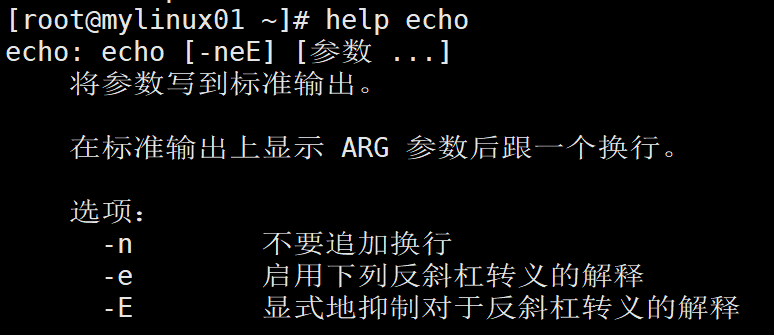 [root@mylinux01 ~]# help echo
echo: echo [-neE] [参数 ...]
将参数写到标准输出。
在标准输出上显示 ARG 参数后跟一个换行。
选项：
-n 不要追加换行
-e 启用下列反斜杠转义的解释
-E 显式地抑制对于反斜杠转义的解释